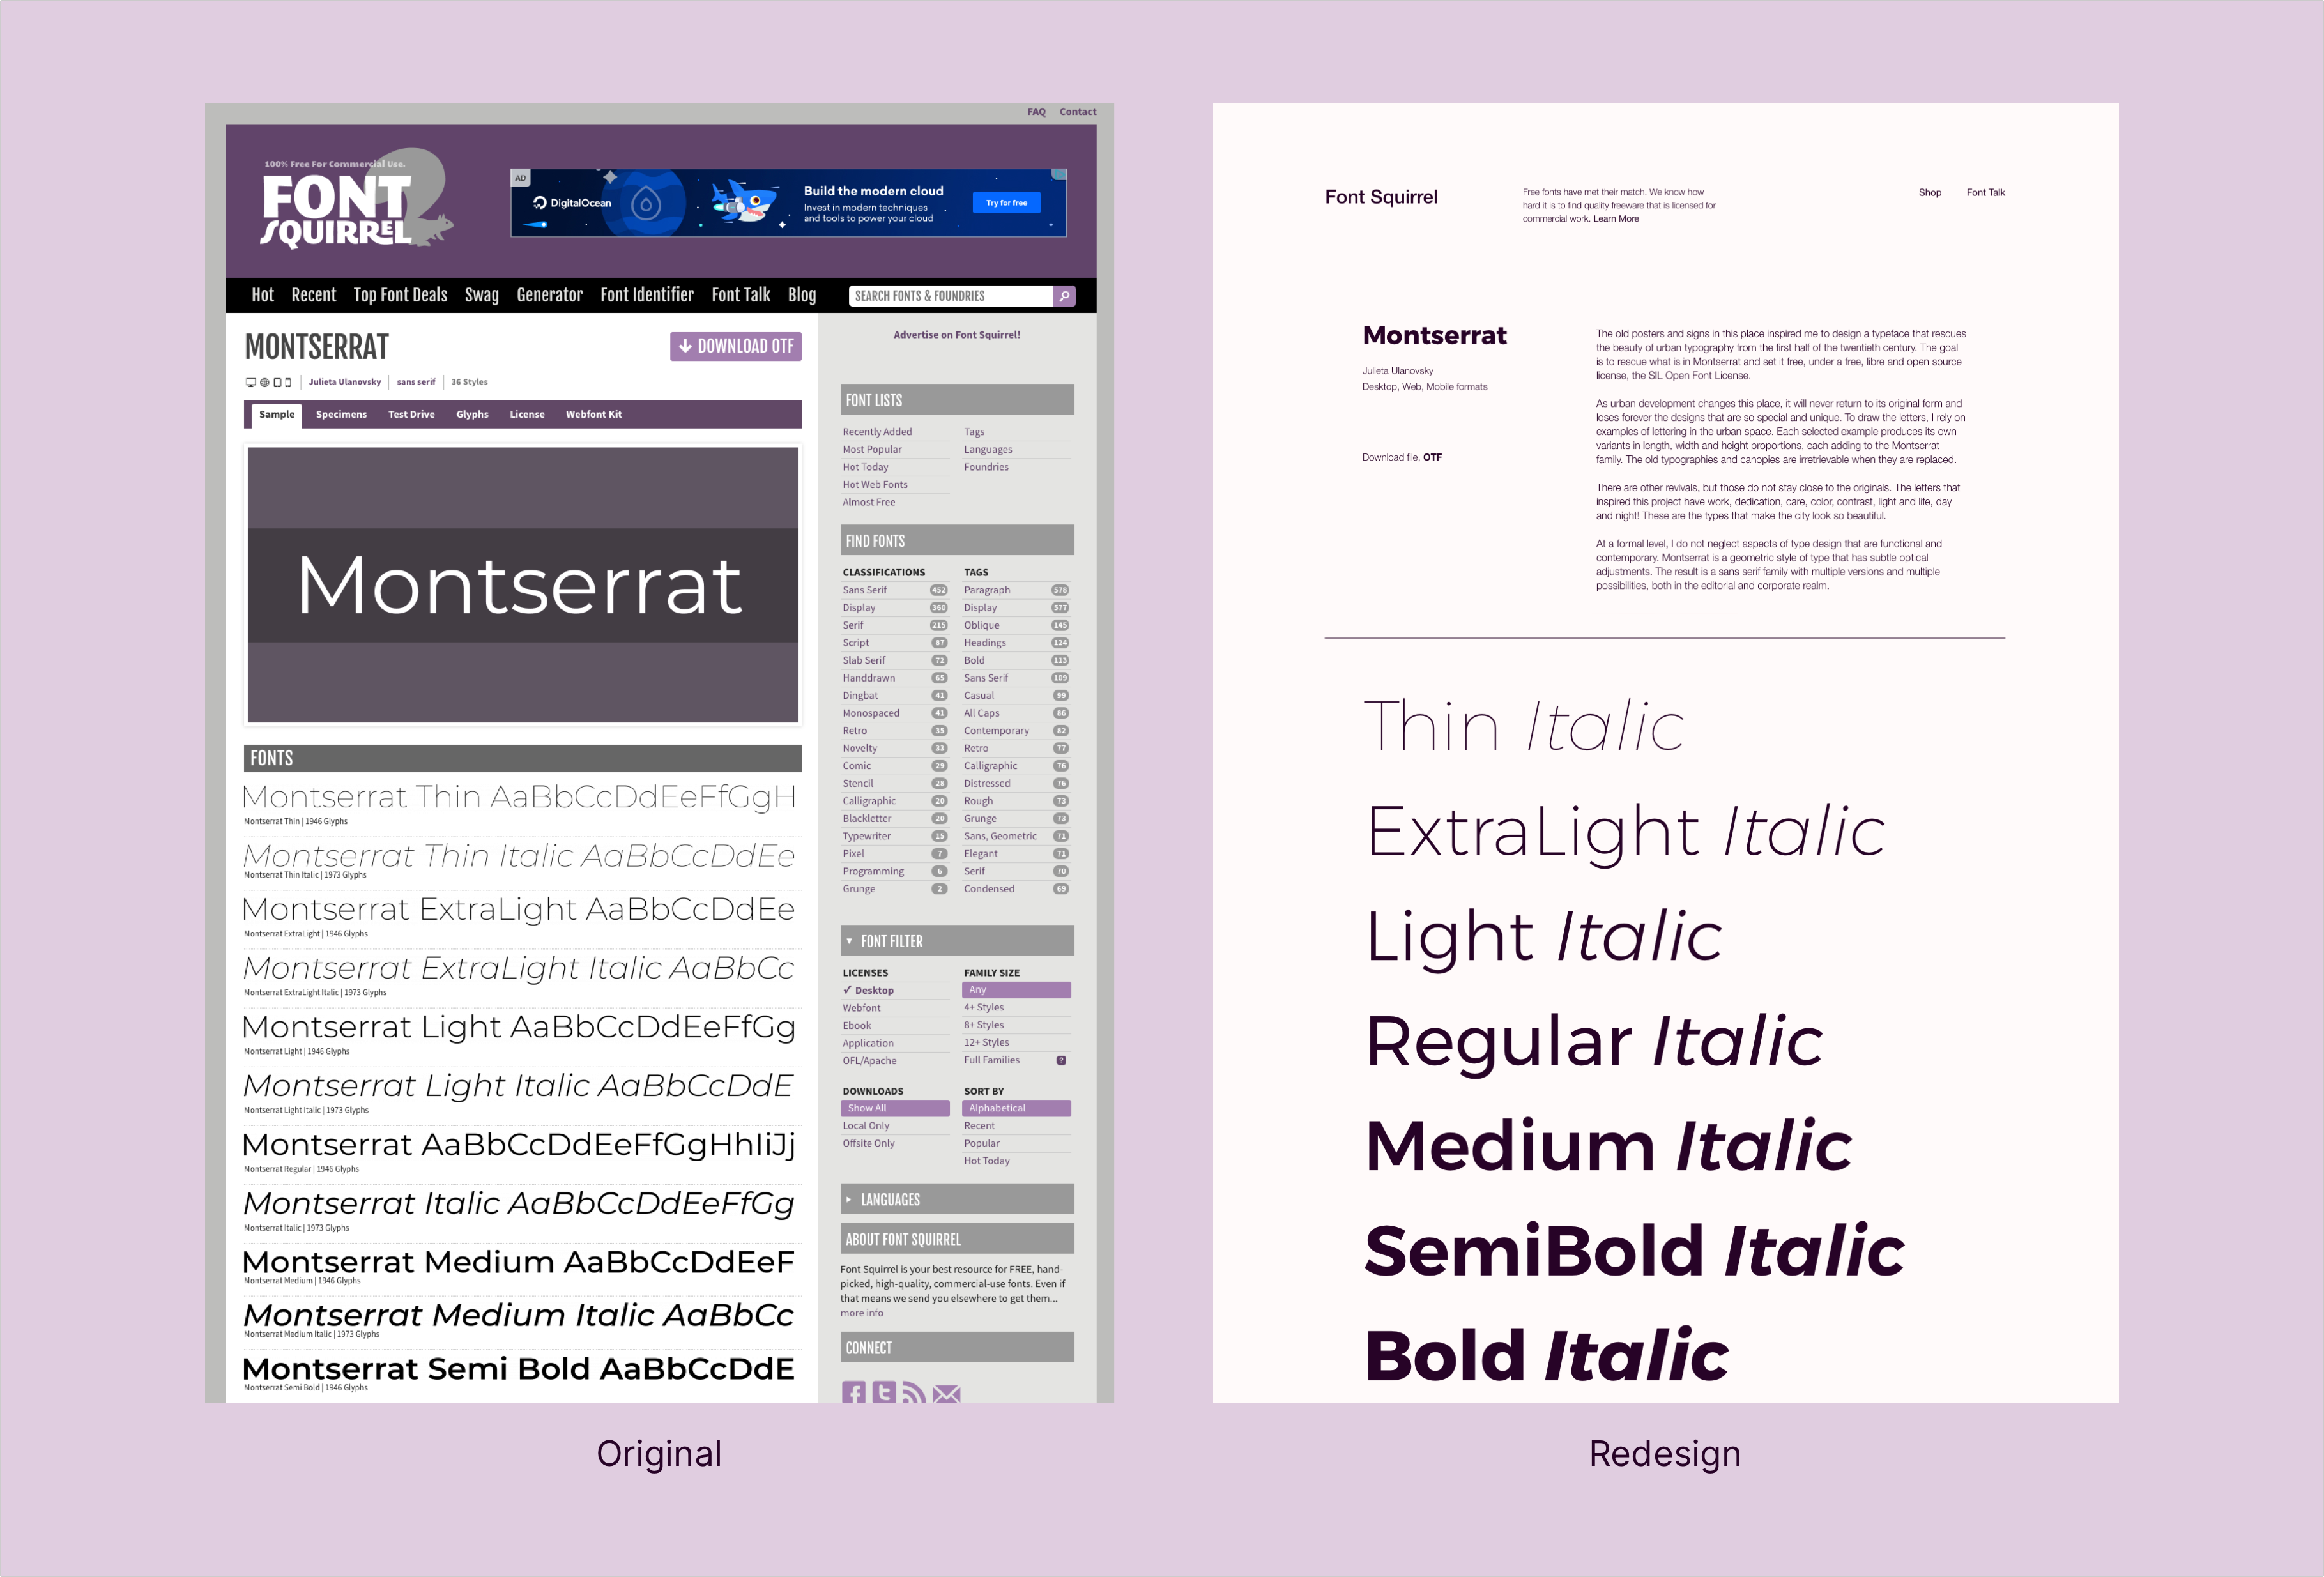 FAQ Contact
100% Free For Commercial Use.
FONT
SQUIRREL
AD
DigitalOcean
Build the modern cloud
Invest in modern techniques
and tools to power your cloud
Try for free
Hot Recent Top Font Deals Swag Generator Font Identifier Font Talk Blog
SEARCH FONTS & FOUNDRIES
MONTSERRAT
DOWNLOAD OTF
Julieta Ulanovsky sans serif 36 Styles
Sample Specimens Test Drive Glyphs License Webfont Kit
Montserrat
FONTS
Montserrat Thin AaBbCcDdEeFfGgH
Montserrat Thin | 1946 Glyphs
Montserrat Thin Italic AaBbCcDdEe
Montserrat Thin Italic | 1973 Glyphs
Montserrat ExtraLight AaBbCcDdEe
Montserrat ExtraLight | 1946 Glyphs
Montserrat ExtraLight Italic AaBbCc
Montserrat ExtraLight Italic | 1973 Glyphs
Montserrat Light AaBbCcDdEeFfGg
Montserrat Light | 1946 Glyphs
Montserrat Light Italic AaBbCcDdE
Montserrat Light Italic | 1973 Glyphs
Montserrat AaBbCcDdEeFfGgHhIiJj
Montserrat Regular | 1946 Glyphs
Montserrat Italic AaBbCcDdEeFfGg
Montserrat Italic | 1973 Glyphs
Montserrat Medium AaBbCcDdEeF
Montserrat Medium | 1946 Glyphs
Montserrat Medium Italic AaBbCc
Montserrat Medium Italic | 1973 Glyphs
Montserrat Semi Bold AaBbCcDdE
Montserrat Semi Bold | 1946 Glyphs
Advertise on Font Squirrel!
FONT LISTS
Recently Added Tags
Most Popular Languages
Hot Today Foundries
Hot Web Fonts
Almost Free
FIND FONTS
CLASSIFICATIONS TAGS
Sans Serif 452 Paragraph 578
Display 360 Display 577
Serif 215 Oblique 145
Script 87 Headings 124
Slab Serif 72 Bold 113
Handdrawn 65 Sans Serif 109
Dingbat 41 Casual 99
Monospaced 41 All Caps 86
Retro 35 Contemporary 82
Novelty 33 Retro 77
Comic 29 Calligraphic 76
Stencil 28 Distressed 76
Calligraphic 20 Rough 73
Blackletter 20 Grunge 73
Typewriter 15 Sans, Geometric 71
Pixel 7 Elegant 71
Programming 6 Serif 70
Grunge 2 Condensed 69
FONT FILTER
LICENSES FAMILY SIZE
✓ Desktop Any
Webfont 4+ Styles
Ebook 8+ Styles
Application 12+ Styles
OFL/Apache Full Families ?
DOWNLOADS SORT BY
Show All Alphabetical
Local Only Recent
Offsite Only Popular
Hot Today
LANGUAGES
ABOUT FONT SQUIRREL
Font Squirrel is your best resource for FREE, hand-
picked, high-quality, commercial-use fonts. Even if
that means we send you elsewhere to get them...
more info
CONNECT
Original
Font Squirrel
Free fonts have met their match. We know how
hard it is to find quality freeware that is licensed for
commercial work. Learn More
Shop Font Talk
Montserrat
Julieta Ulanovsky
Desktop, Web, Mobile formats
Download file, OTF
The old posters and signs in this place inspired me to design a typeface that rescues
the beauty of urban typography from the first half of the twentieth century. The goal
is to rescue what is in Montserrat and set it free, under a free, libre and open source
license, the SIL Open Font License.
As urban development changes this place, it will never return to its original form and
loses forever the designs that are so special and unique. To draw the letters, I rely on
examples of lettering in the urban space. Each selected example produces its own
variants in length, width and height proportions, each adding to the Montserrat
family. The old typographies and canopies are irretrievable when they are replaced.
There are other revivals, but those do not stay close to the originals. The letters that
inspired this project have work, dedication, care, color, contrast, light and life, day
and night! These are the types that make the city look so beautiful.
At a formal level, I do not neglect aspects of type design that are functional and
contemporary. Montserrat is a geometric style of type that has subtle optical
adjustments. The result is a sans serif family with multiple versions and multiple
possibilities, both in the editorial and corporate realm.
Thin Italic
ExtraLight Italic
Light Italic
Regular Italic
Medium Italic
SemiBold Italic
Bold Italic
Redesign